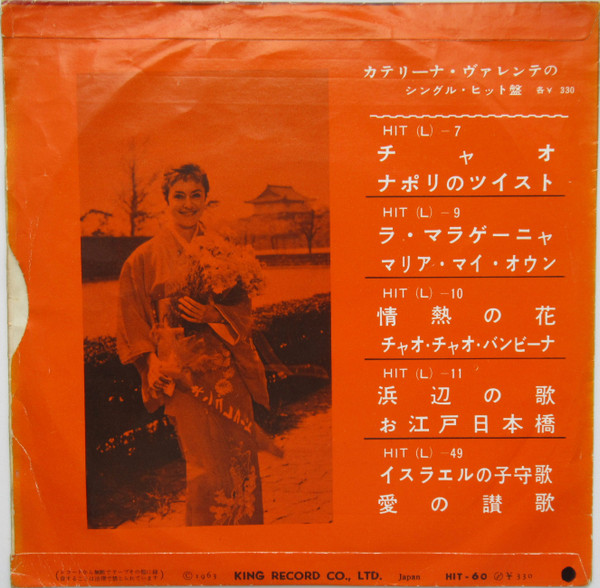 カテリーナ・ヴァレンテの
シングル・ヒット盤 各¥ 330
HIT (L) -7
チャオ
ナポリのツイスト
HIT (L) -9
ラ・マラゲーニャ
マリア・マイ・オウン
HIT (L) -10
情熱の花
チャオ・チャオ・バンビーナ
HIT (L) -11
浜辺の歌
お江戸日本橋
HIT (L) -49
イスラエルの子守歌
愛の讃歌
1963 KING RECORD CO., LTD. Japan HIT-60 ¥330